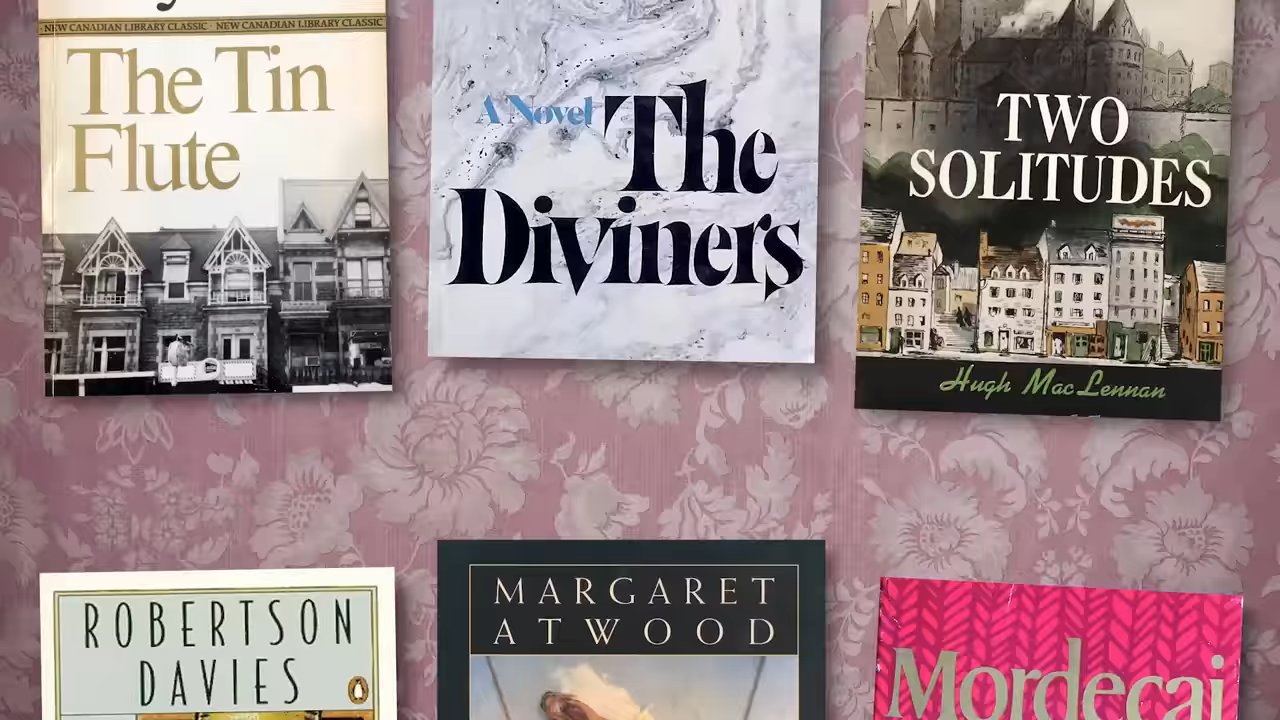 NEW CANADIAN LIBRARY CLASSIC · NEW CANADIAN LIBRARY CLASSIC
The Tin
Flute
A Novel The
Diviners
TWO
SOLITUDES
Hugh MacLennan
ROBERTSON
DAVIES
MARGARET
ATWOOD
Mordecai